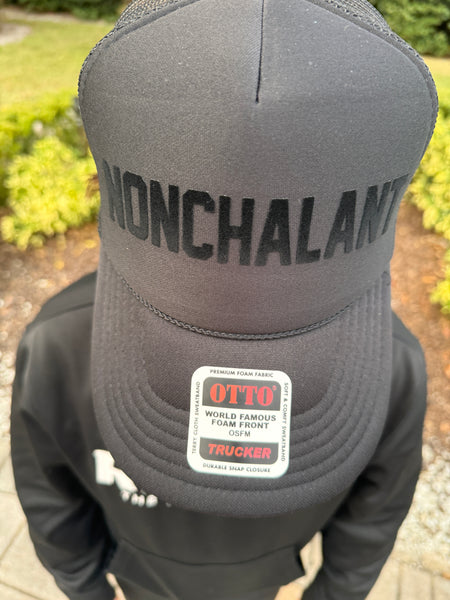 NONCHALANT
PREMIUM FOAM FABRIC
TERRY CLOTH SWEATBAND
OTTO
WORLD FAMOUS
FOAM FRONT
OSFM
TRUCKER
SOFT & COMFY SWEATBAND
DURABLE SNAP CLOSURE
THE